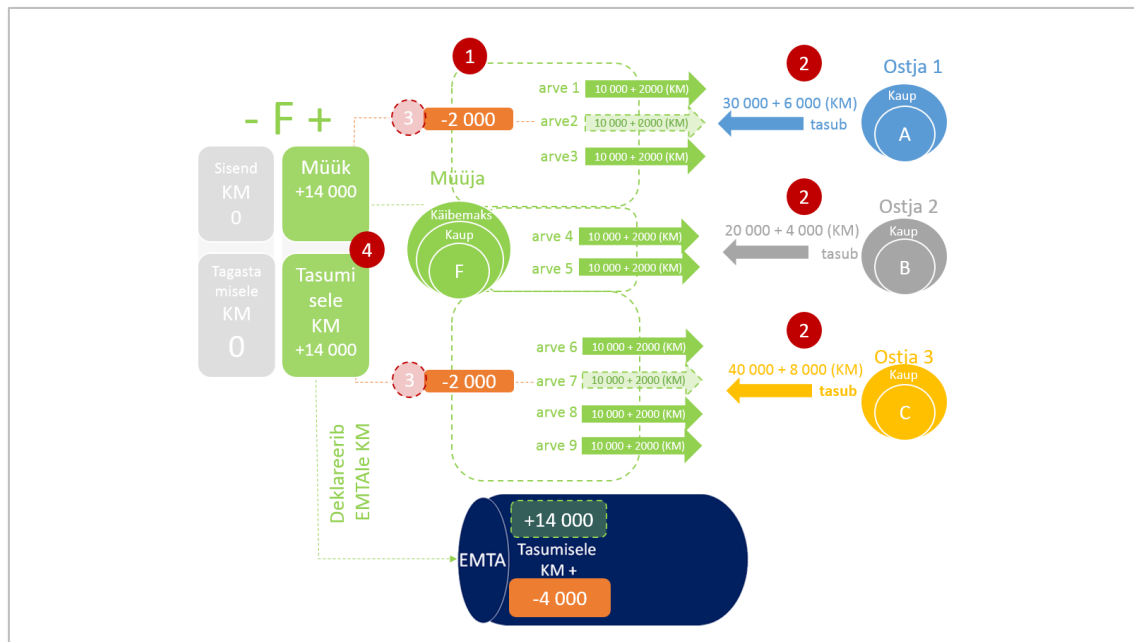 1
2
Ostja 1
Kaup
A
arve 1
10 000 + 2000 (KM)
30 000 + 6 000 (KM)
tasub
- F +
3
-2 000
arve2
10 000 + 2000 (KM)
arve3
10 000 + 2000 (KM)
Sisend
KM
0
Müük
+14 000
Müüja
Käibemaks
Kaup
F
2
Ostja 2
Kaup
B
arve 4
10 000 + 2000 (KM)
20 000 + 4 000 (KM)
tasub
arve 5
10 000 + 2000 (KM)
4
Tagasta
misele
KM
0
Tasumi
sele
KM
+14 000
2
Ostja 3
Kaup
C
arve 6
10 000 + 2000 (KM)
40 000 + 8 000 (KM)
tasub
3
-2 000
arve 7
10 000 + 2000 (KM)
arve 8
10 000 + 2000 (KM)
arve 9
10 000 + 2000 (KM)
Deklareerib
EMTAle KM
EMTA
+14 000
Tasumisele
KM +
-4 000